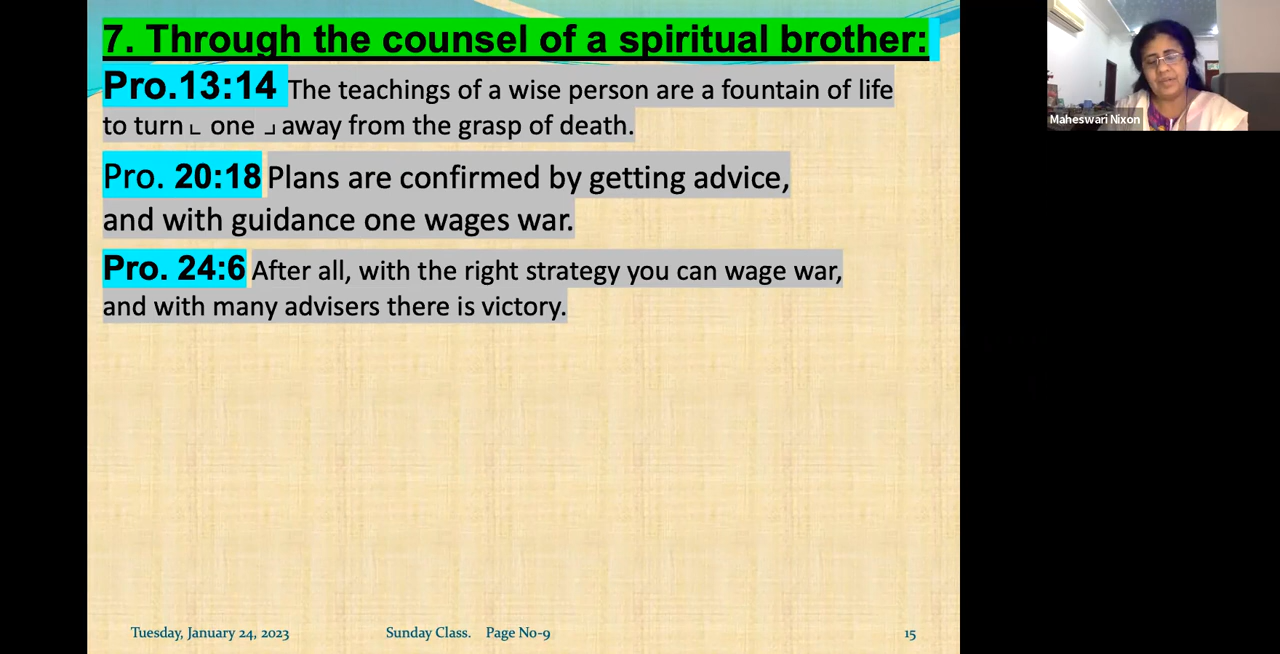 7. Through the counsel of a spiritual brother:
Pro.13:14 The teachings of a wise person are a fountain of life
to turn ⌞ one ⌟ away from the grasp of death.
Pro. 20:18 Plans are confirmed by getting advice,
and with guidance one wages war.
Pro. 24:6 After all, with the right strategy you can wage war,
and with many advisers there is victory.
Tuesday, January 24, 2023 Sunday Class. Page No-9 15
Maheswari Nixon